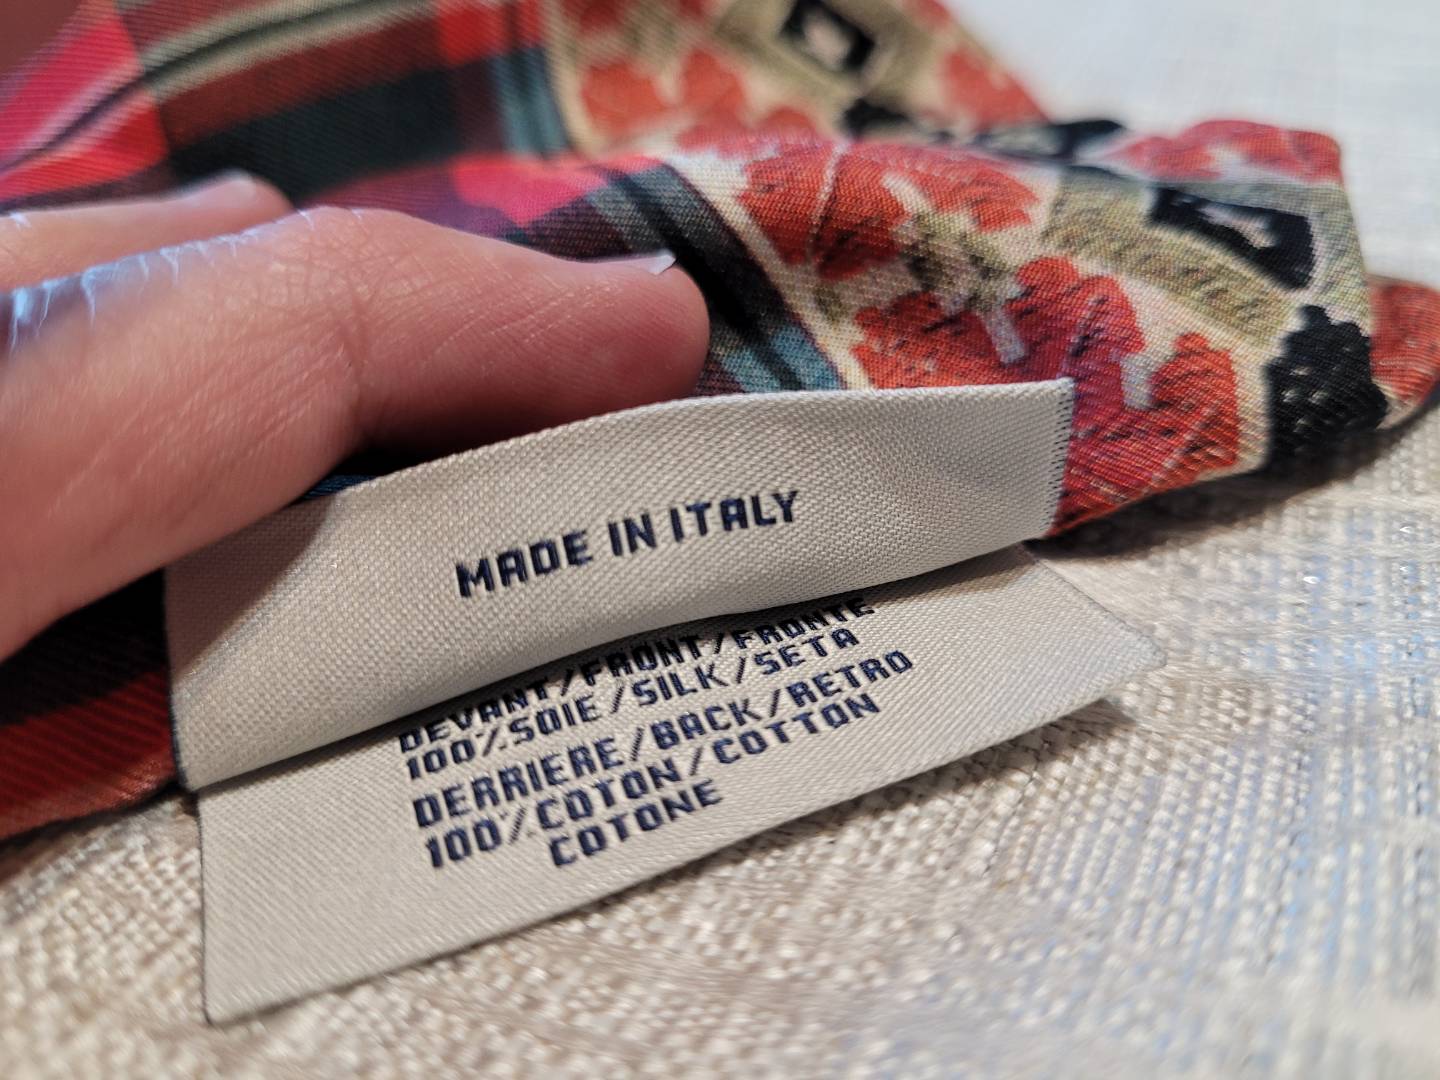 MADE IN ITALY
DEVANT/FRONT/FRONTE
100%SOIE/SILK/SETA
DERRIERE/BACK/RETRO
100%COTON/COTTON
COTONE